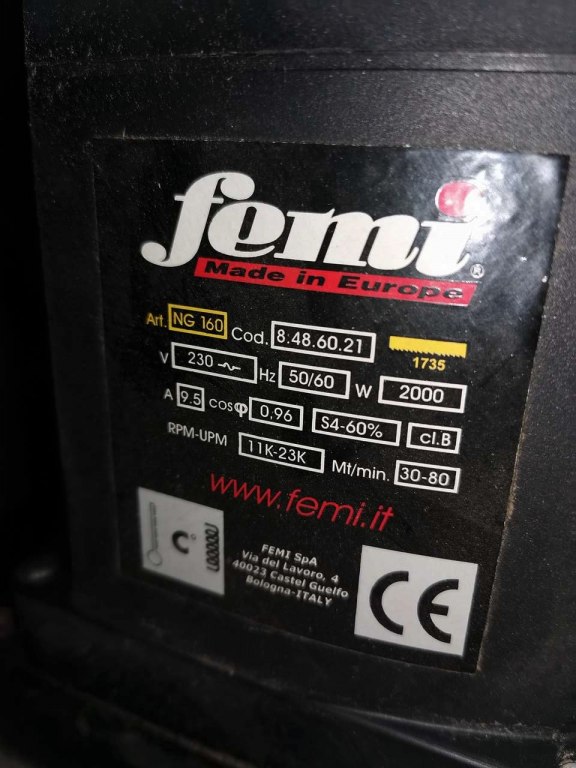 femi®
Made in Europe
Art. NG 160 Cod. 8.48.60.21
1735
V 230 ~ Hz 50/60 W 2000
A 9.5 cosφ 0,96 S4-60% cl.B
RPM-UPM 11K-23K Mt/min. 30-80
www.femi.it
FEMI SpA
Via del Lavoro, 4
40023 Castel Guelfo
Bologna-ITALY
CE